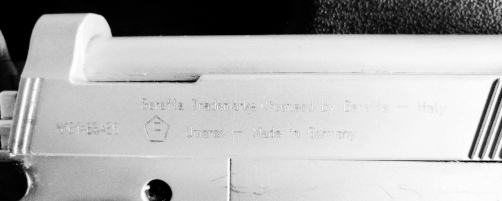 Beretta Trademarks licensed by Beretta - Italy
F
Umarex - Made in Germany